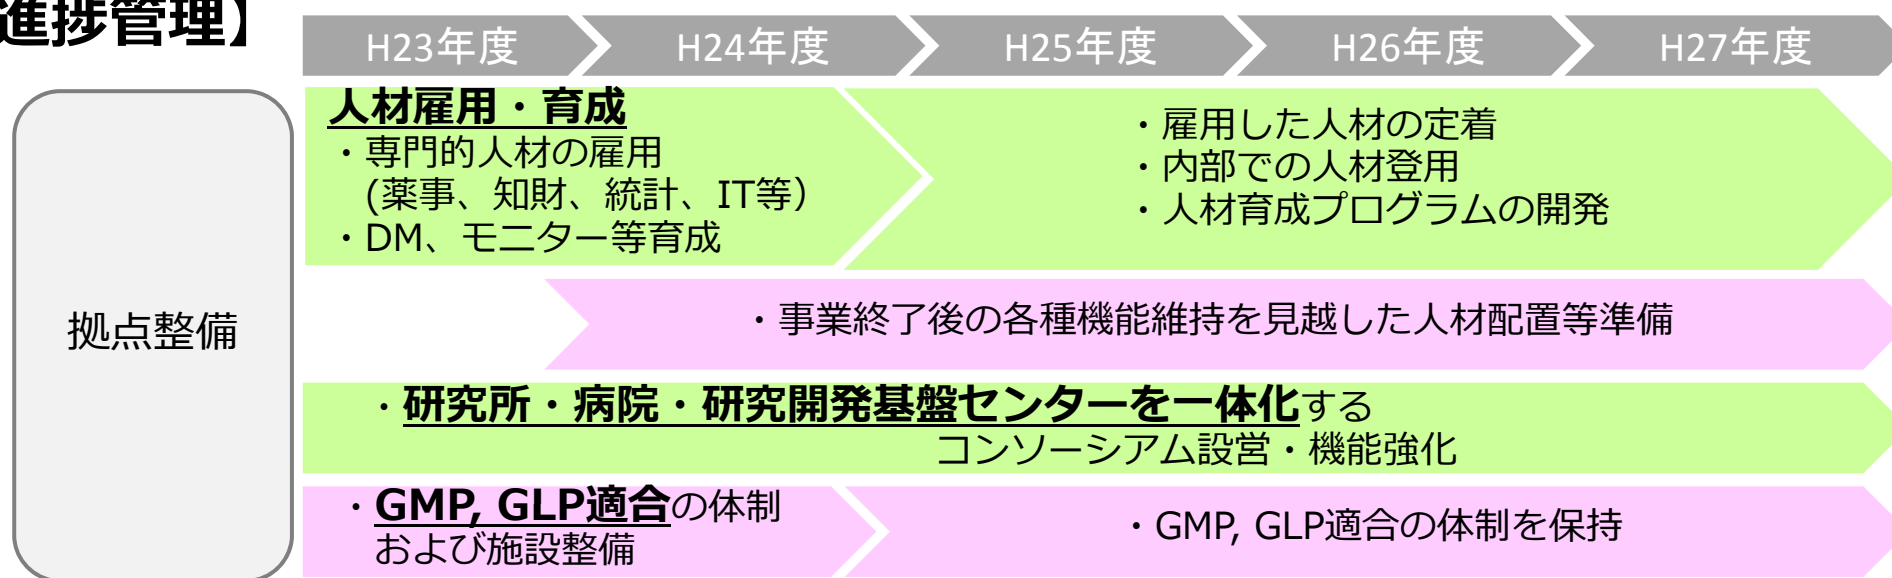 進捗管理】
H23年度
H24年度
H25年度
H26年度
H27年度
拠点整備
人材雇用・育成
・専門的人材の雇用
(薬事、知財、統計、IT等）
・DM、モニター等育成
・雇用した人材の定着
・内部での人材登用
・人材育成プログラムの開発
・事業終了後の各種機能維持を見越した人材配置等準備
・研究所・病院・研究開発基盤センターを一体化する
コンソーシアム設営・機能強化
・GMP, GLP適合の体制
および施設整備
・GMP, GLP適合の体制を保持